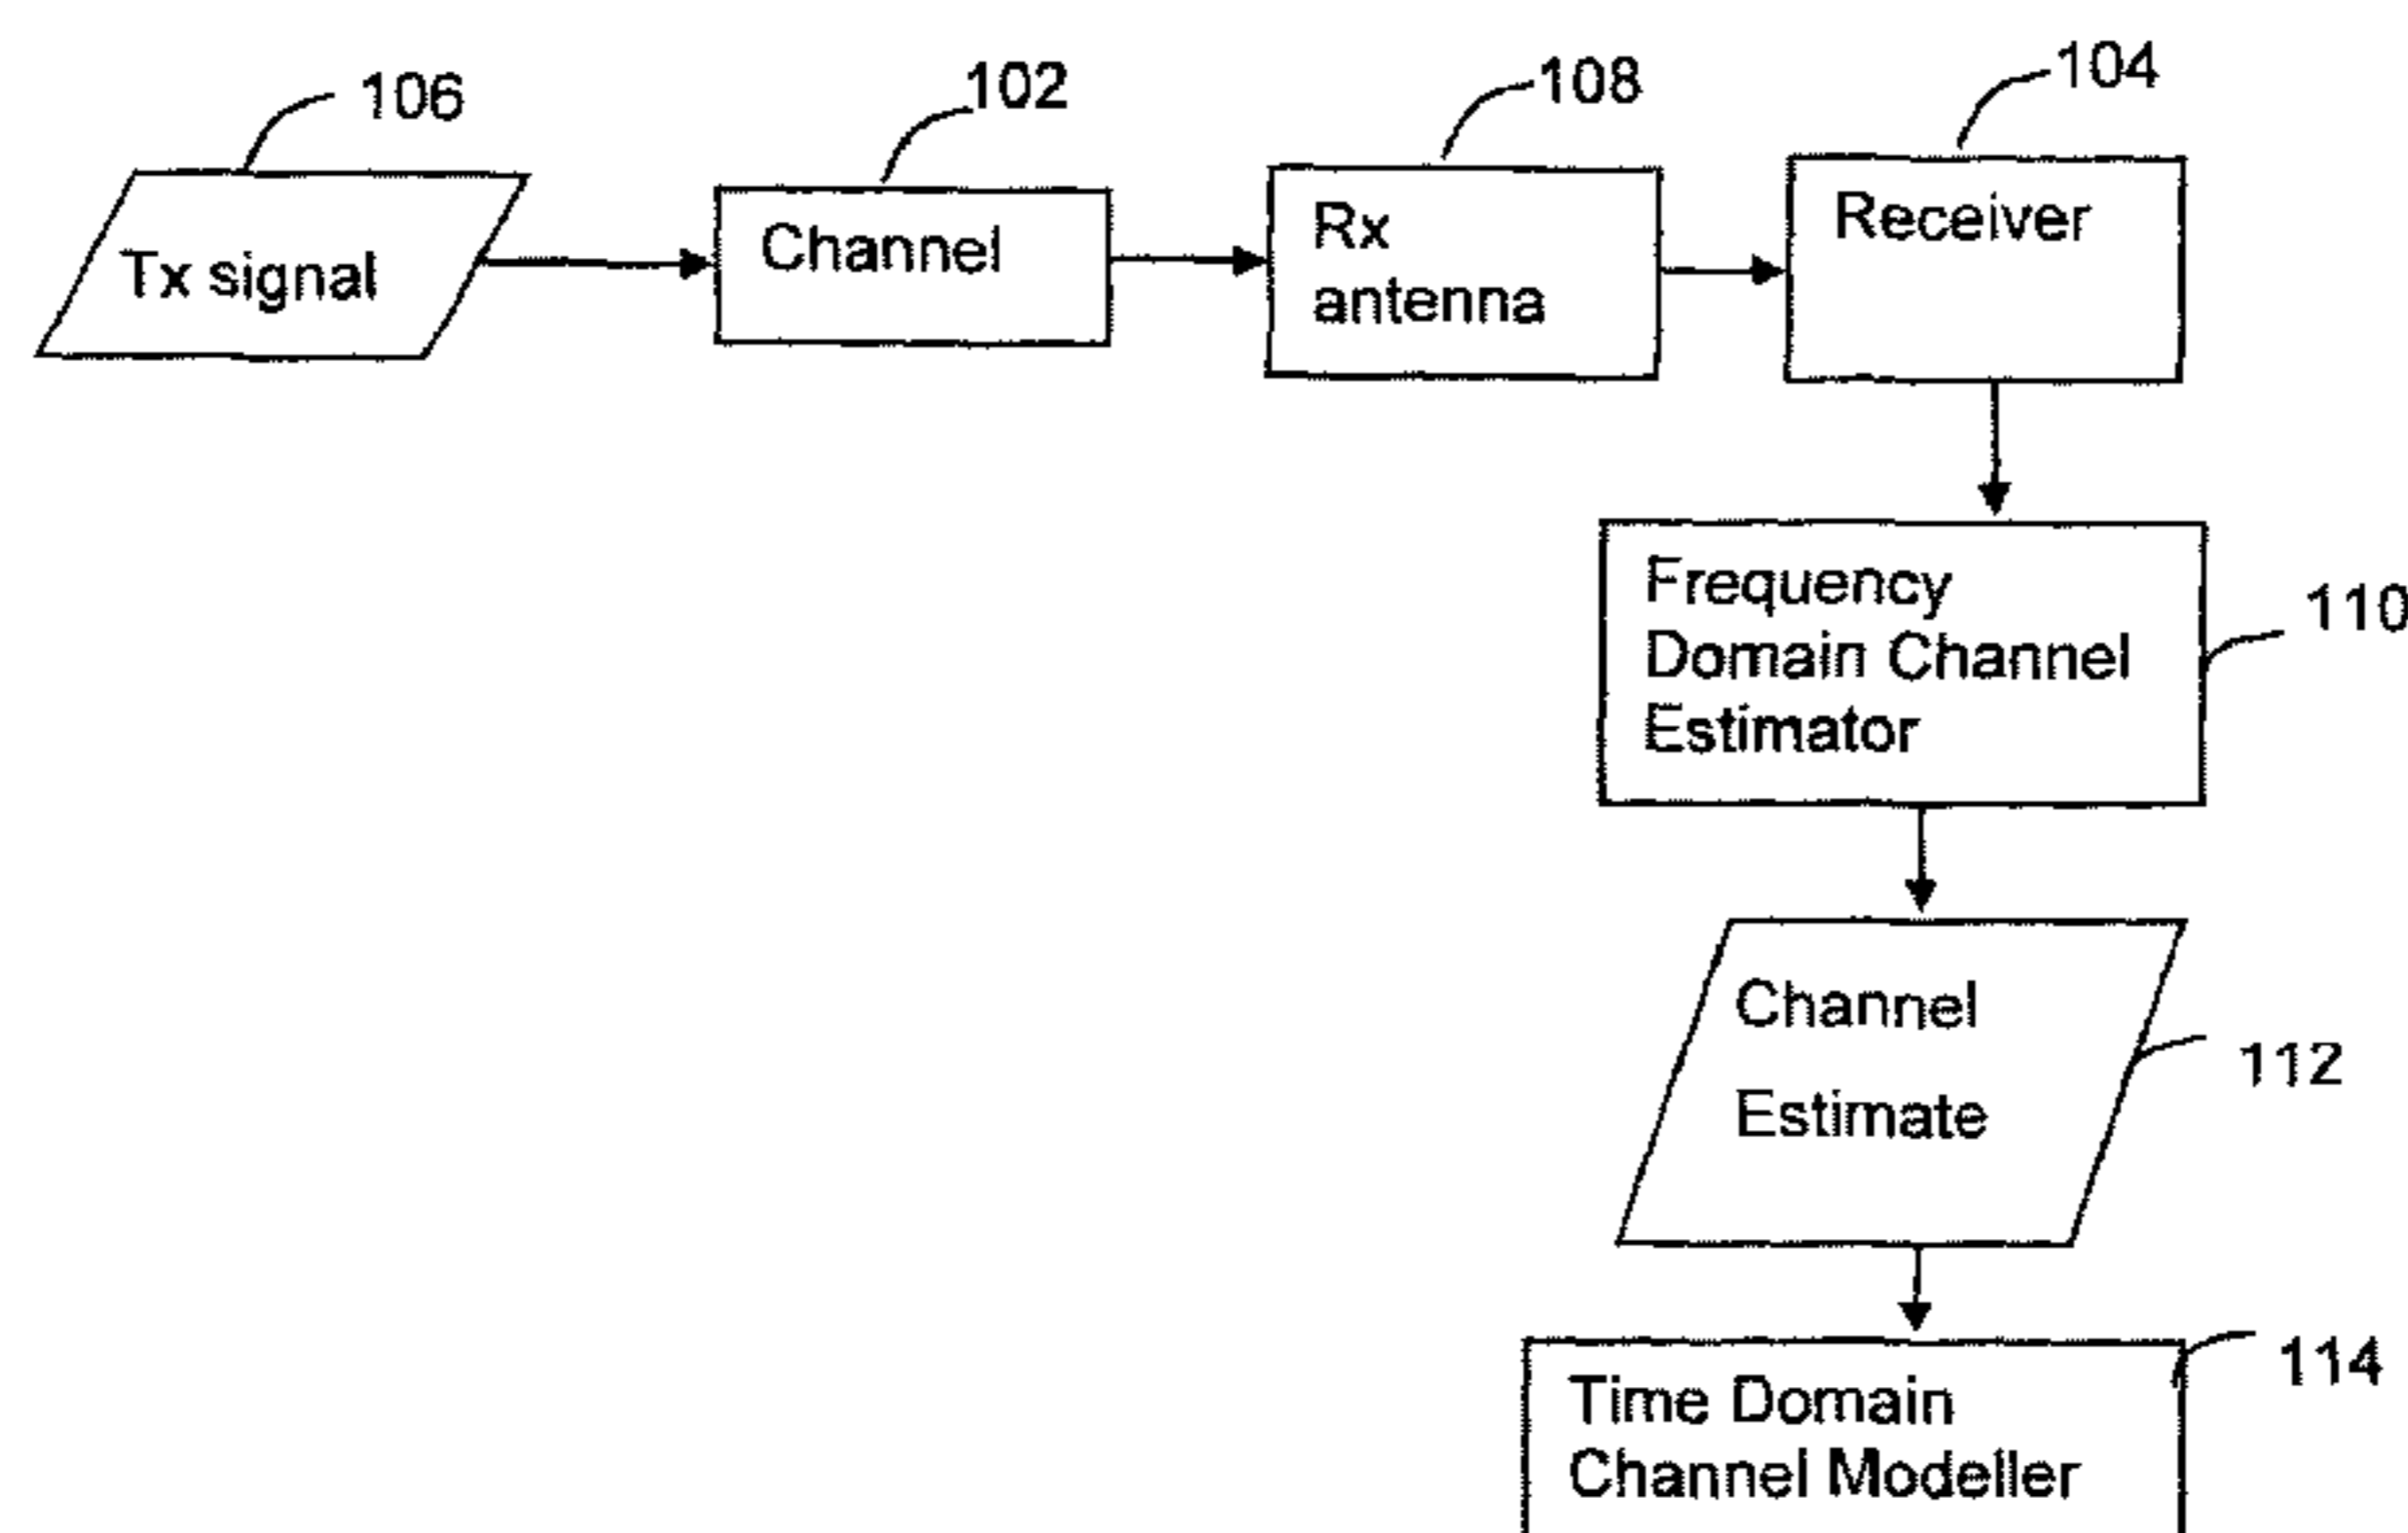 106
102
108
104
Tx signal
Channel
Rx
antenna
Receiver
Frequency
Domain Channel
Estimator
110
Channel
Estimate
112
114
Time Domain
Channel Modeller